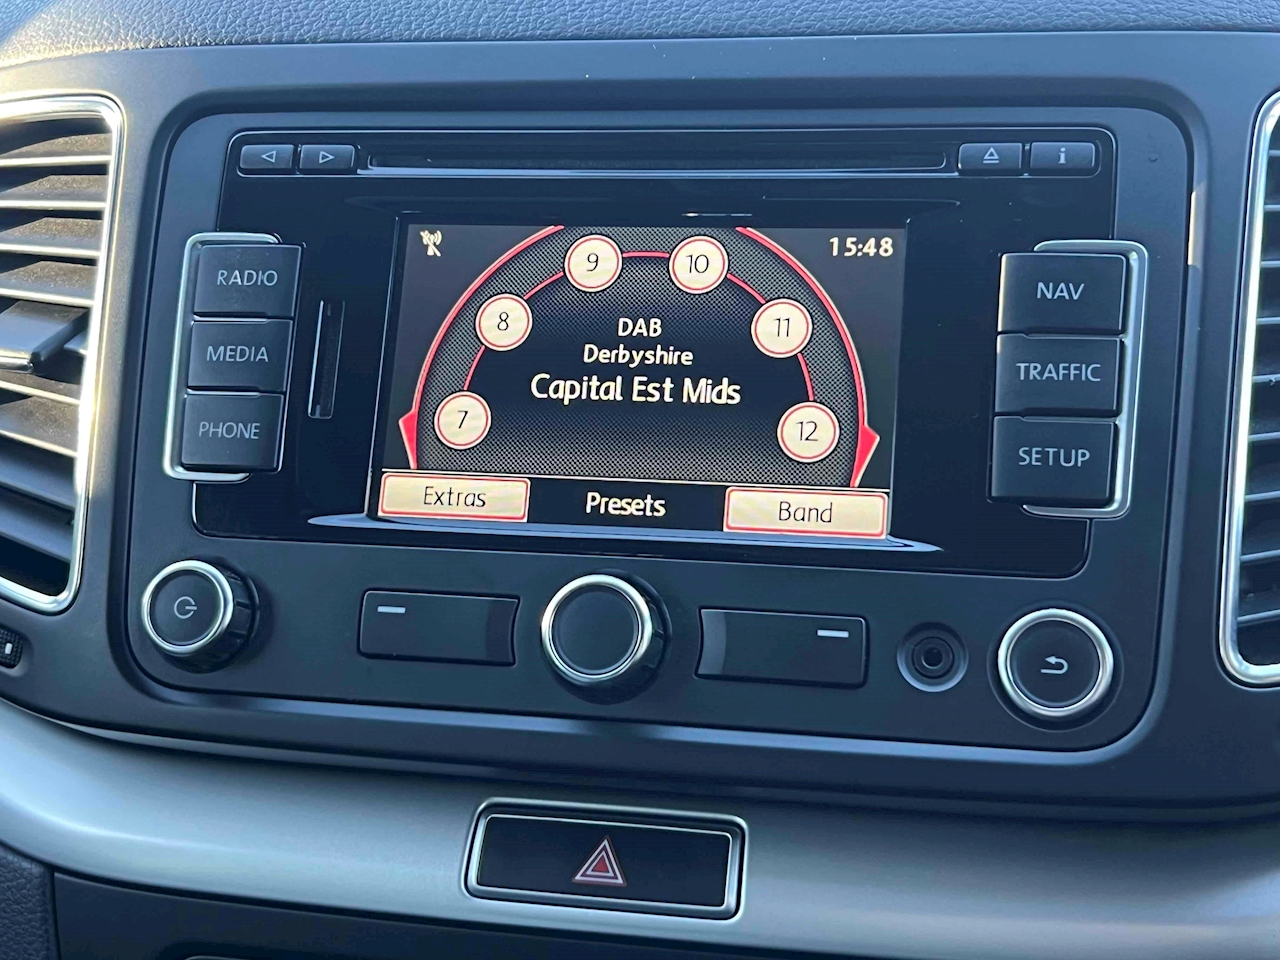 i
RADIO
MEDIA
PHONE
15:48
9 10
8 11
7 12
DAB
Derbyshire
Capital Est Mids
Extras Presets Band
NAV
TRAFFIC
SETUP